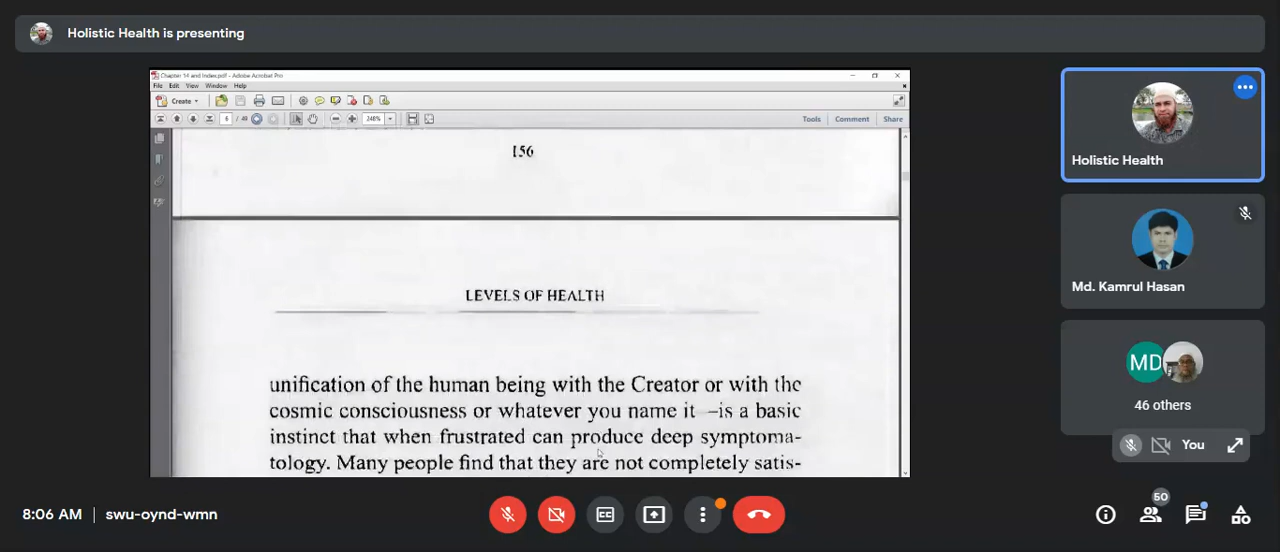 Holistic Health is presenting
Chapter 14 and Index.pdf - Adobe Acrobat Pro
File Edit View Window Help
Create
6 / 49 248%
Tools Comment Share
156
LEVELS OF HEALTH
unification of the human being with the Creator or with the
cosmic consciousness or whatever you name it –is a basic
instinct that when frustrated can produce deep symptoma-
tology. Many people find that they are not completely satis-
Holistic Health
Md. Kamrul Hasan
MD
46 others
You
8:06 AM | swu-oynd-wmn
50